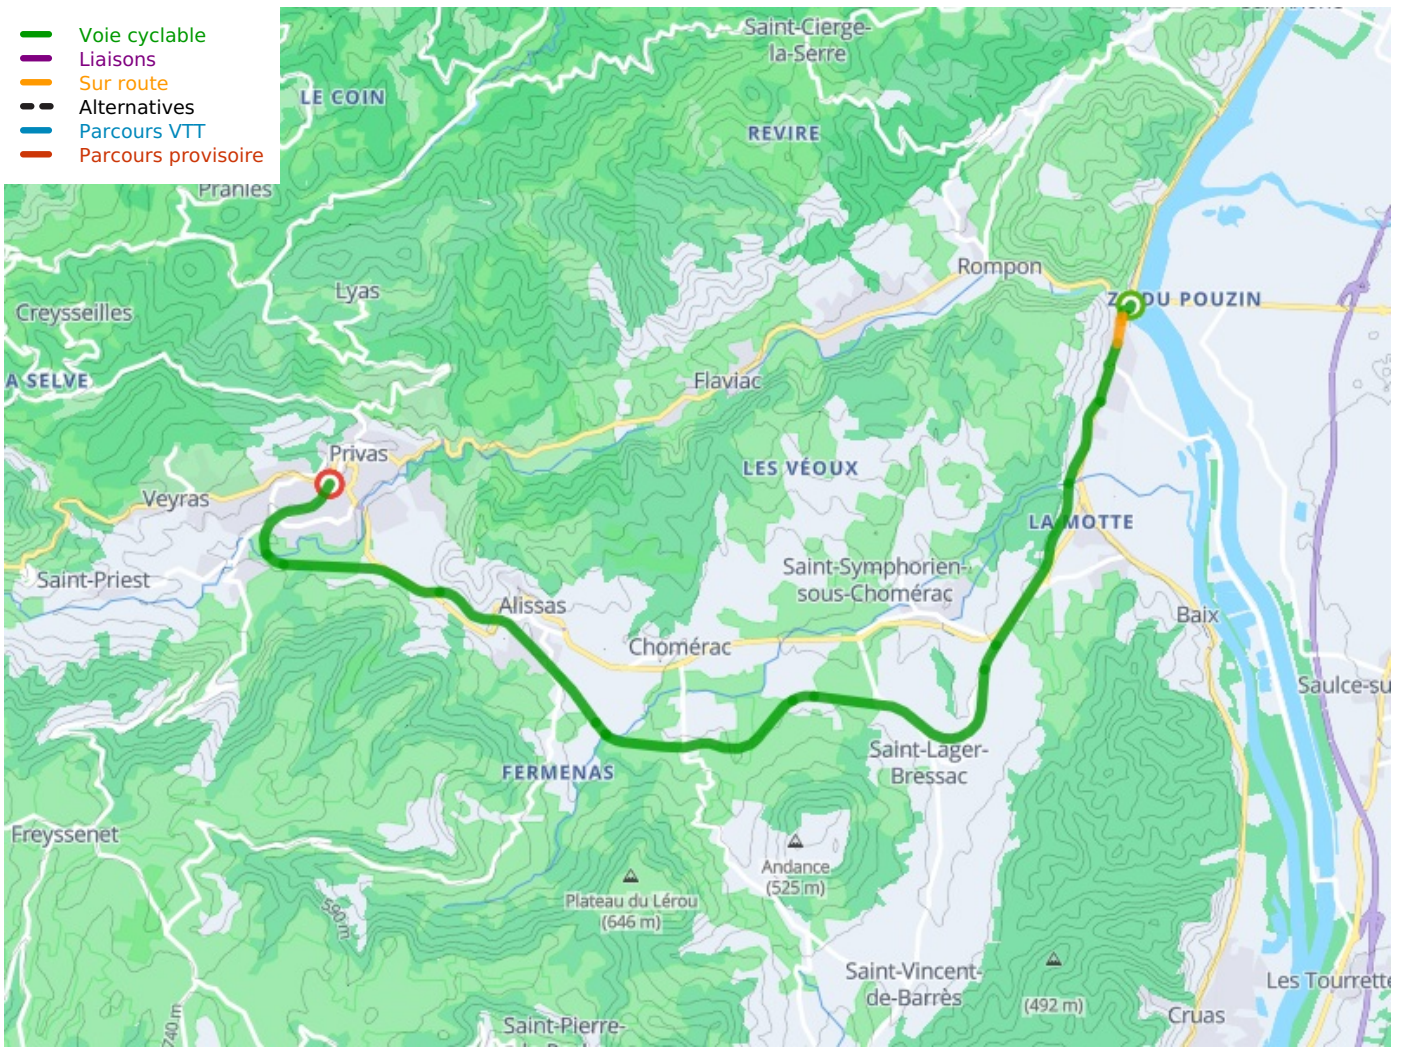 Voie cyclable
Liaisons
Sur route
Alternatives
Parcours VTT
Parcours provisoire
Saint-Cierge-
la-Serre
LE COIN
REVIRE
Pranles
Rompon
Lyas
DU POUZIN
Creysseilles
A SELVE
Flaviac
Privas
LES VÉOUX
Veyras
LA MOTTE
Saint-Priest
Saint-Symphorien-
sous-Chomérac
Alissas
Baix
Chomérac
Saulce-su
Saint-Lager-
Bressac
FERMENAS
Freyssenet
Andance
(525 m)
Plateau du Lérou
(646 m)
590 m
Saint-Vincent-
de-Barrès
Les Tourrette
(492 m)
Cruas
740 m
Saint-Pierre-